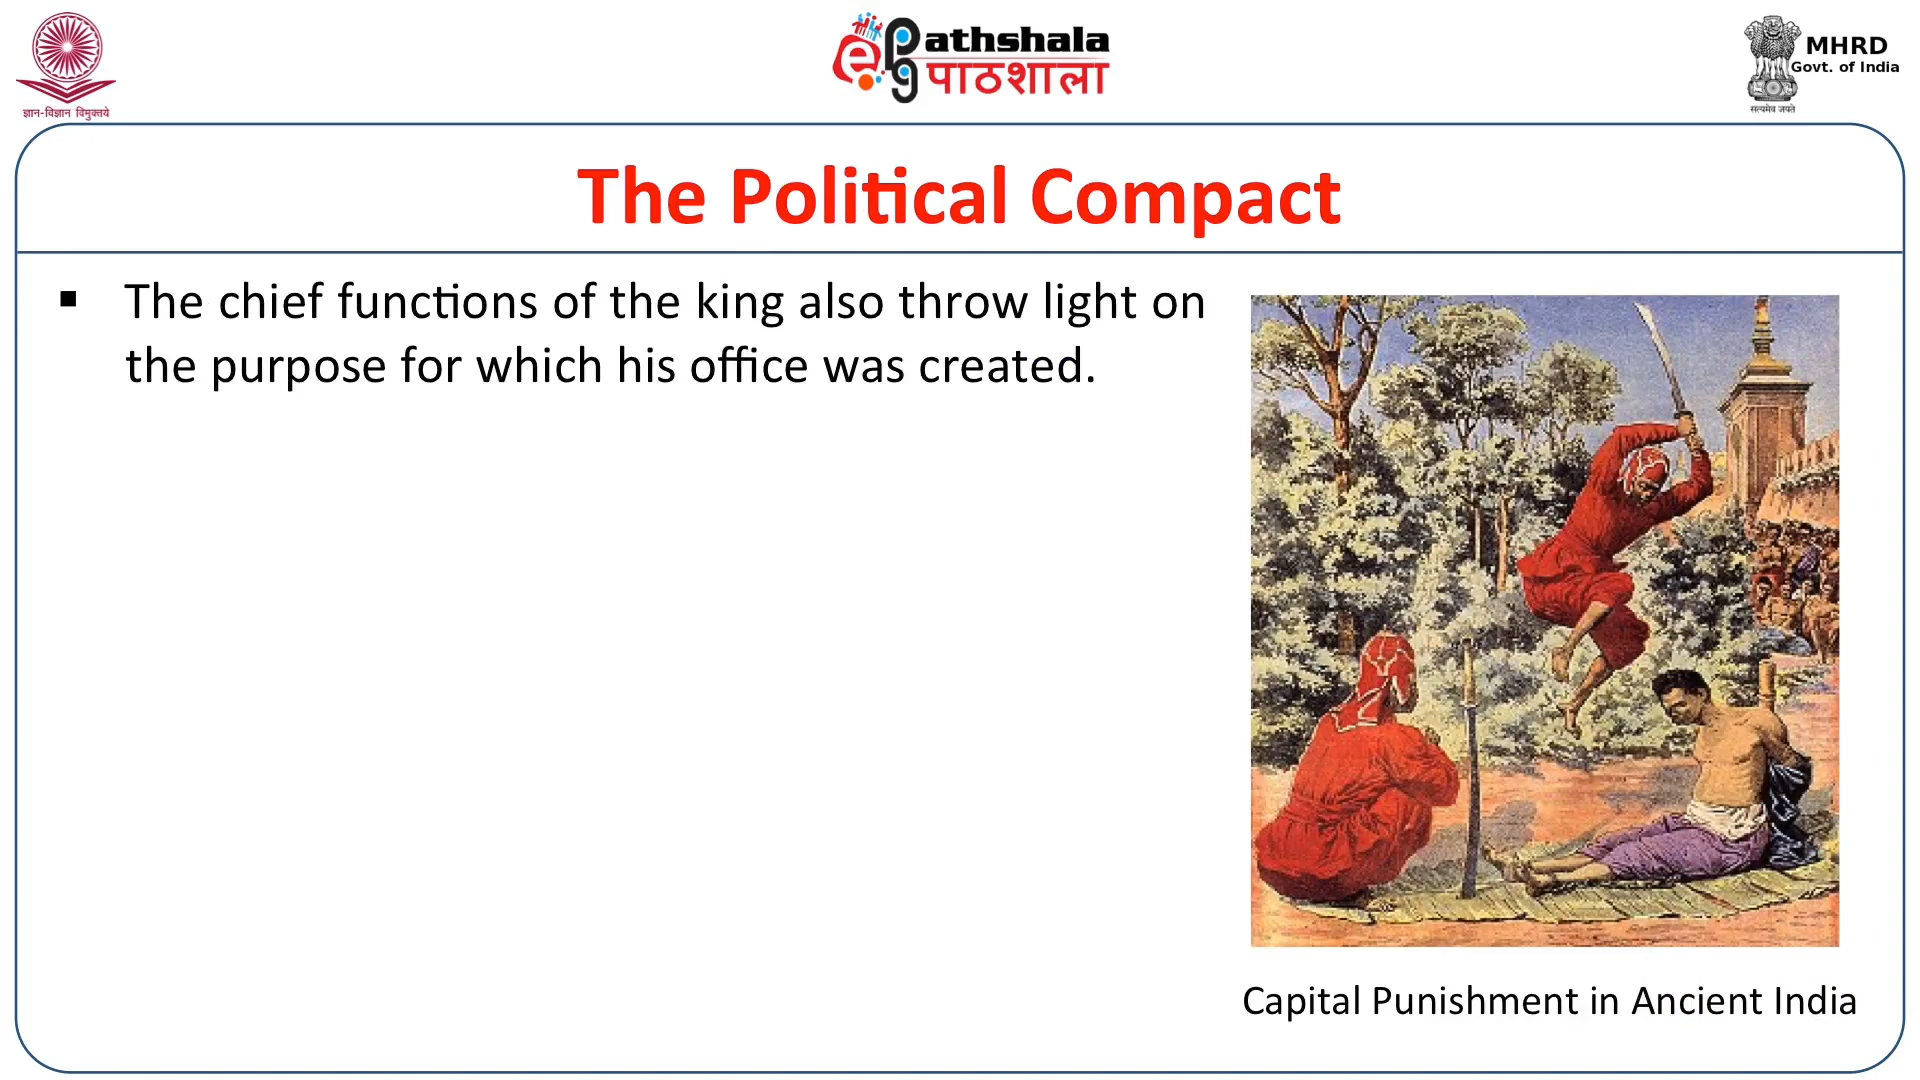 ज्ञान-विज्ञान विमुक्तये
e pg Pathshala
पाठशाला
MHRD
Govt. of India
सत्यमेव जयते
The Political Compact
▪ The chief functions of the king also throw light on
the purpose for which his office was created.
Capital Punishment in Ancient India